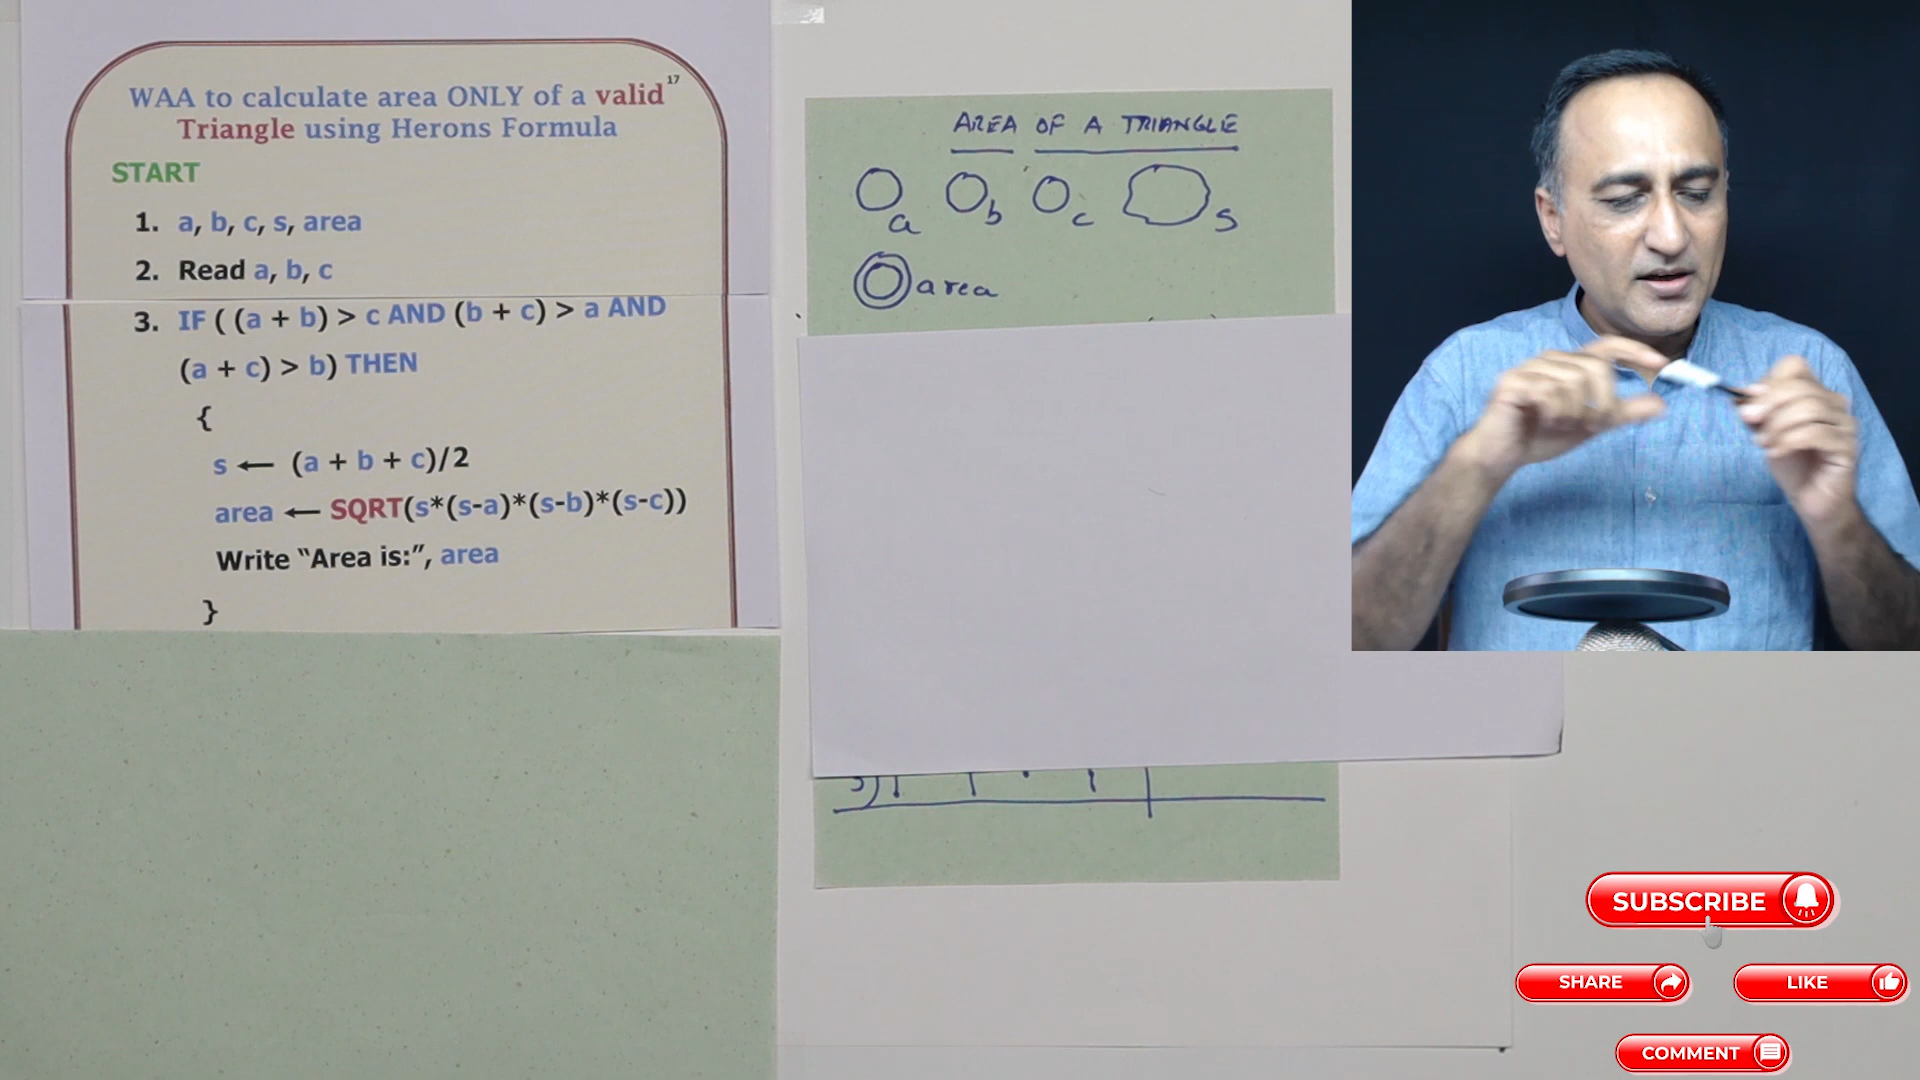 WAA to calculate area ONLY of a valid
Triangle using Herons Formula
17
START
1. a, b, c, s, area
2. Read a, b, c
3. IF ( (a + b) > c AND (b + c) > a AND
(a + c) > b) THEN
{
s ← (a + b + c)/2
area ← SQRT(s*(s-a)*(s-b)*(s-c))
Write “Area is:”, area
}
AREA OF A TRIANGLE
a b c s
area
SUBSCRIBE
SHARE
LIKE
COMMENT